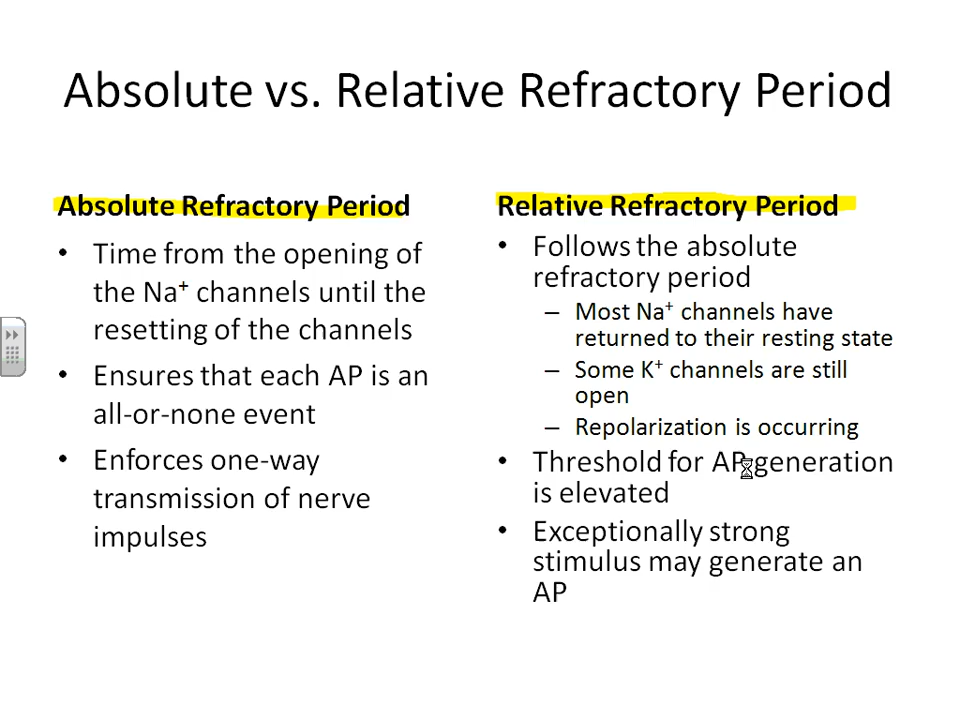 Absolute vs. Relative Refractory Period
Absolute Refractory Period
• Time from the opening of
the Na⁺ channels until the
resetting of the channels
• Ensures that each AP is an
all-or-none event
• Enforces one-way
transmission of nerve
impulses
Relative Refractory Period
• Follows the absolute
refractory period
– Most Na⁺ channels have
returned to their resting state
– Some K⁺ channels are still
open
– Repolarization is occurring
• Threshold for AP generation
is elevated
• Exceptionally strong
stimulus may generate an
AP